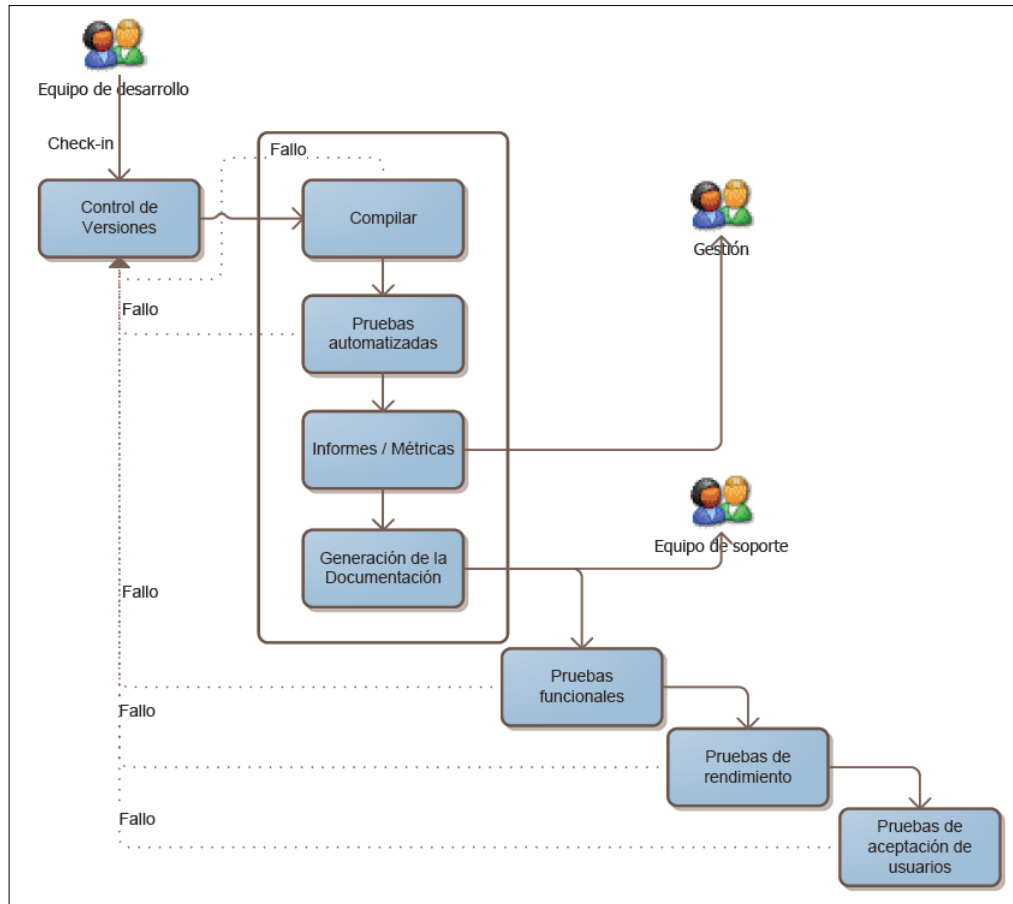 Equipo de desarrollo
Check-in
Fallo
Control de
Versiones
Compilar
Gestión
Fallo
Pruebas
automatizadas
Informes / Métricas
Equipo de soporte
Generación de la
Documentación
Fallo
Pruebas
funcionales
Fallo
Pruebas de
rendimiento
Fallo
Pruebas de
aceptación de
usuarios